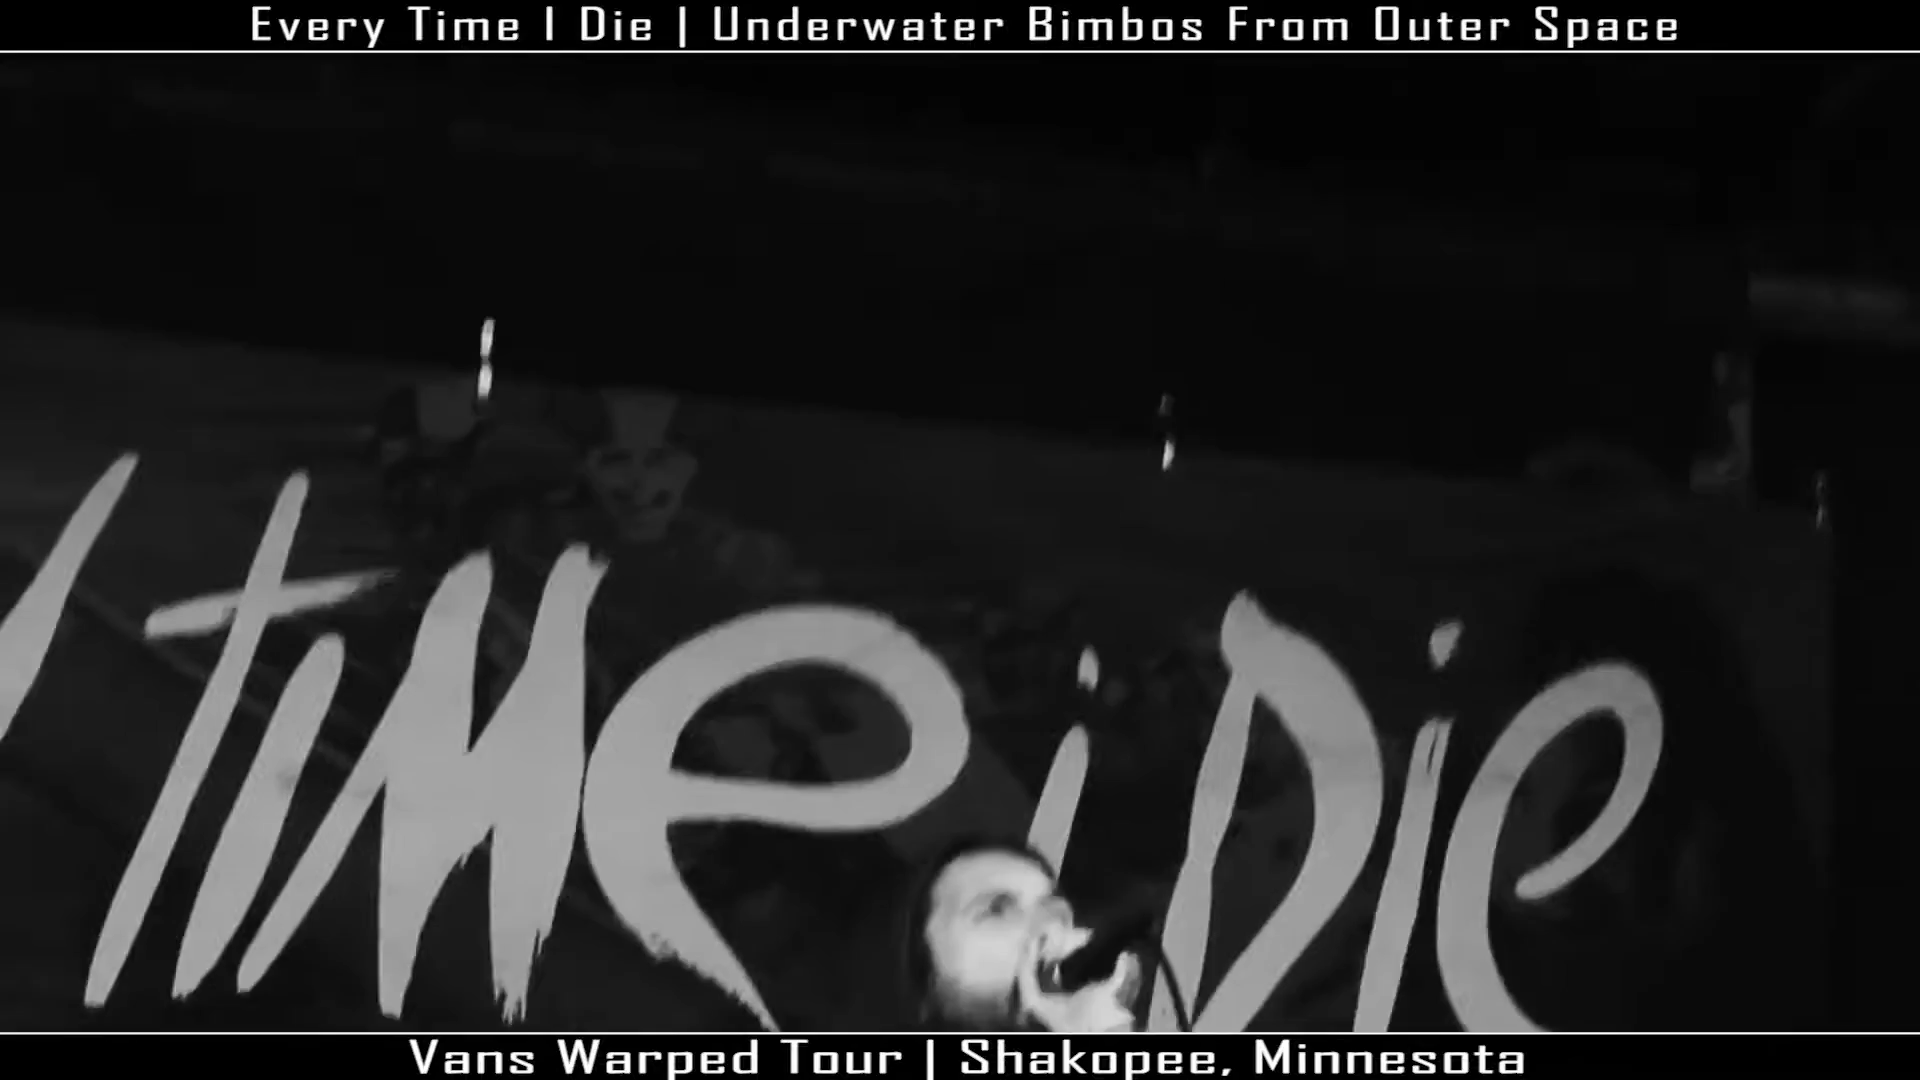 Every Time I Die | Underwater Bimbos From Outer Space
TiMe i Die
Vans Warped Tour | Shakopee, Minnesota